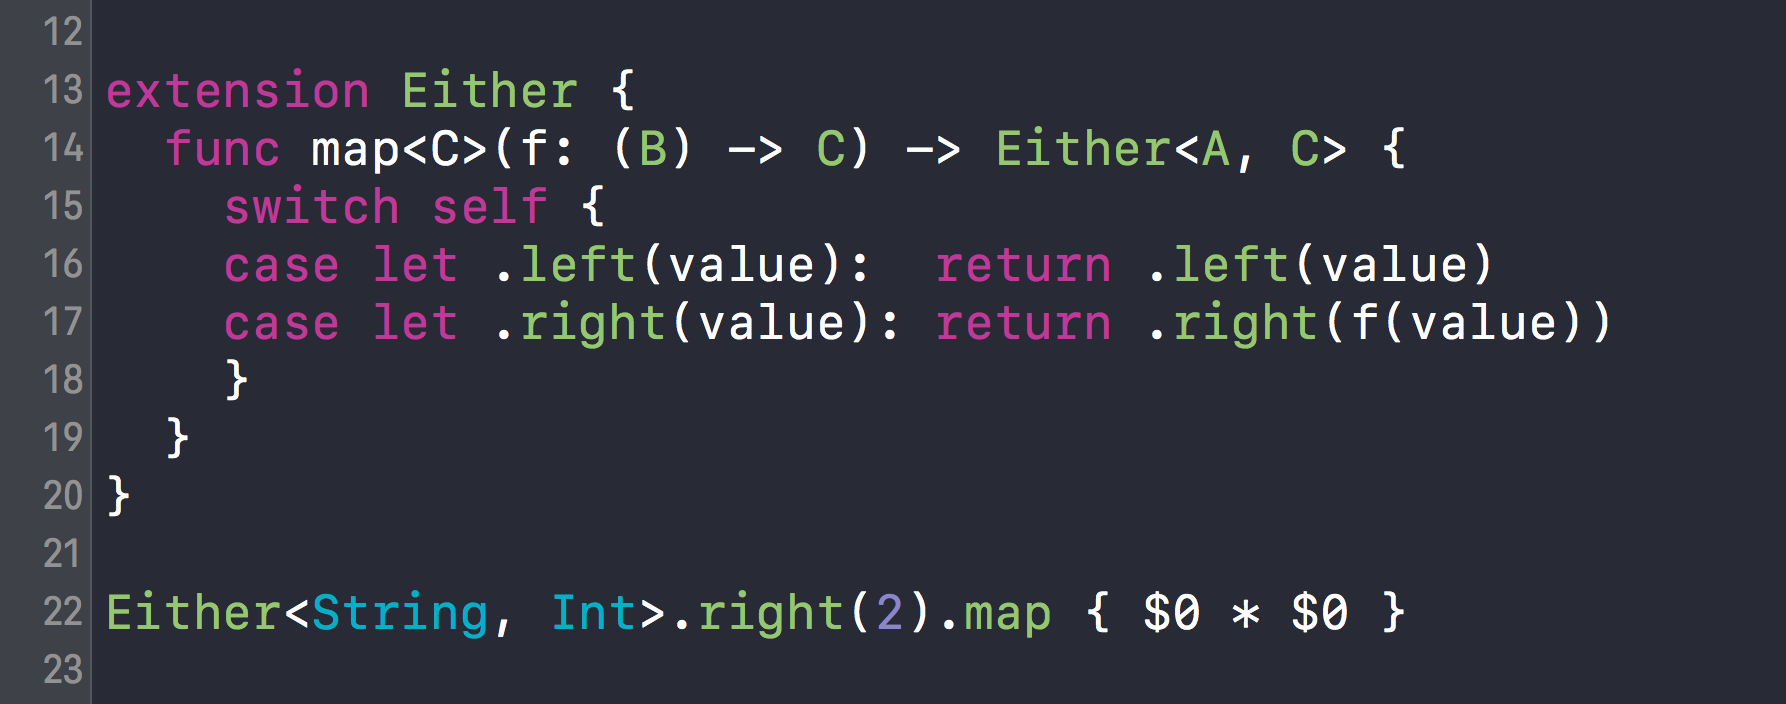 12
13 extension Either {
14   func map<C>(f: (B) -> C) -> Either<A, C> {
15     switch self {
16     case let .left(value):  return .left(value)
17     case let .right(value): return .right(f(value))
18     }
19   }
20 }
21
22 Either<String, Int>.right(2).map { $0 * $0 }
23